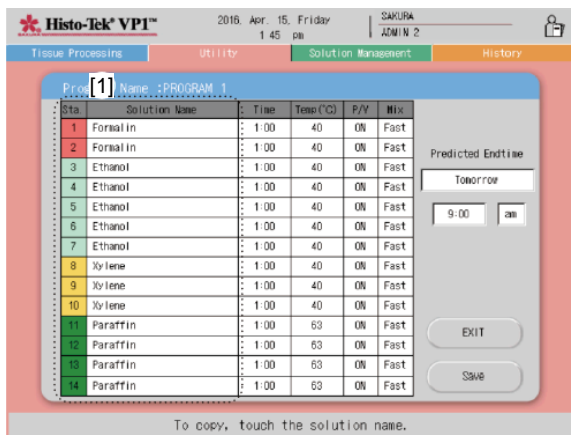 Histo-Tek® VP1™
2016. Apr. 15. Friday
1 45 pm
SAKURA
ADMIN 2
Tissue Processing Utility Solution Management History
[1] Name :PROGRAM 1
Sta. Solution Name Time Temp(°C) P/V Mix
1 Formalin 1:00 40 ON Fast
2 Formalin 1:00 40 ON Fast
3 Ethanol 1:00 40 ON Fast
4 Ethanol 1:00 40 ON Fast
5 Ethanol 1:00 40 ON Fast
6 Ethanol 1:00 40 ON Fast
7 Ethanol 1:00 40 ON Fast
8 Xylene 1:00 40 ON Fast
9 Xylene 1:00 40 ON Fast
10 Xylene 1:00 40 ON Fast
11 Paraffin 1:00 63 ON Fast
12 Paraffin 1:00 63 ON Fast
13 Paraffin 1:00 63 ON Fast
14 Paraffin 1:00 63 ON Fast
Predicted Endtime
Tomorrow
9:00 am
EXIT
Save
To copy, touch the solution name.